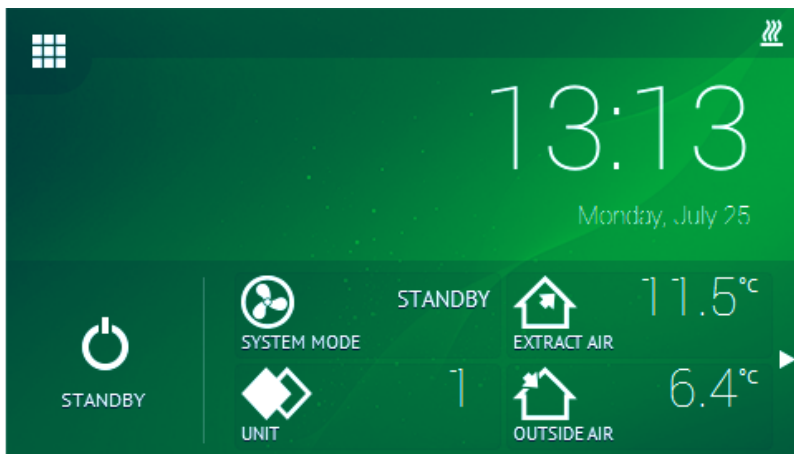 13:13
Monday, July 25
STANDBY
SYSTEM MODE
STANDBY
EXTRACT AIR
11.5°C
UNIT
1
OUTSIDE AIR
6.4°C